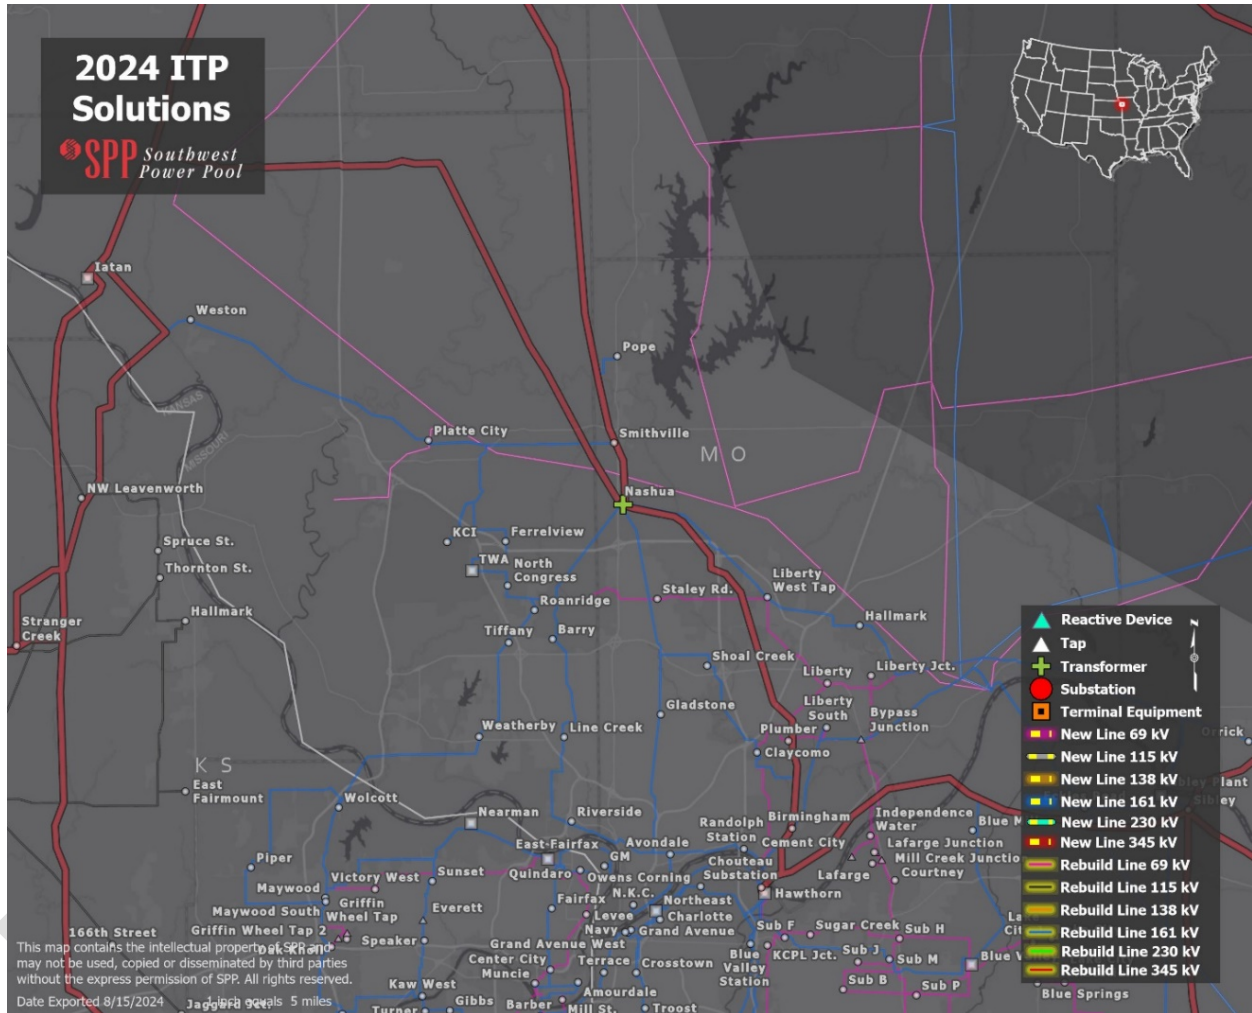 2024 ITP
Solutions
SPP Southwest
Power Pool
Iatan
Weston
Pope
Platte City
Smithville
M O
NW Leavenworth
Nashua
KANSAS
MISSOURI
Spruce St.
Thornton St.
KCI
Ferrelview
TWA
North
Congress
Hallmark
Stranger
Creek
Roanridge
Staley Rd.
Liberty
West Tap
Hallmark
Tiffany
Barry
Shoal Creek
Liberty
Liberty Jct.
Liberty
South
Gladstone
Bypass
Junction
Weatherby
Line Creek
Plumber
Claycomo
K S
East
Fairmount
Wolcott
Nearman
Riverside
Randolph
Station
Birmingham
Independence
Water
Orrick
Sibley
East-Fairfax
Avondale
Cement City
Lafarge Junction
Mill Creek Junctio
Courtney
Piper
Victory West
Sunset
Quindaro
GM
Owens Corning
Chouteau
Substation
Lafarge
Hawthorn
Maywood
Griffin
Wheel Tap
Maywood South
Griffin Wheel Tap 2
Everett
Fairfax
N.K.C.
Northeast
Levee
Charlotte
Navy
Grand Avenue
Sub F
Sugar Creek
Sub H
166th Street
Speaker
Grand Avenue West
Center City
Muncie
Terrace
Crosstown
Blue
Valley
Station
KCPL Jct.
Sub J
Sub M
Kaw West
Amourdale
Sub B
Sub P
Blue Springs
Turner
Gibbs
Barber
Mill St.
Troost
Reactive Device
Tap
Transformer
Substation
Terminal Equipment
New Line 69 kV
New Line 115 kV
New Line 138 kV
New Line 161 kV
New Line 230 kV
New Line 345 kV
Rebuild Line 69 kV
Rebuild Line 115 kV
Rebuild Line 138 kV
Rebuild Line 161 kV
Rebuild Line 230 kV
Rebuild Line 345 kV
N
This map contains the intellectual property of SPP and
may not be used, copied or disseminated by third parties
without the express permission of SPP. All rights reserved.
Date Exported 8/15/2024
1 inch equals 5 miles